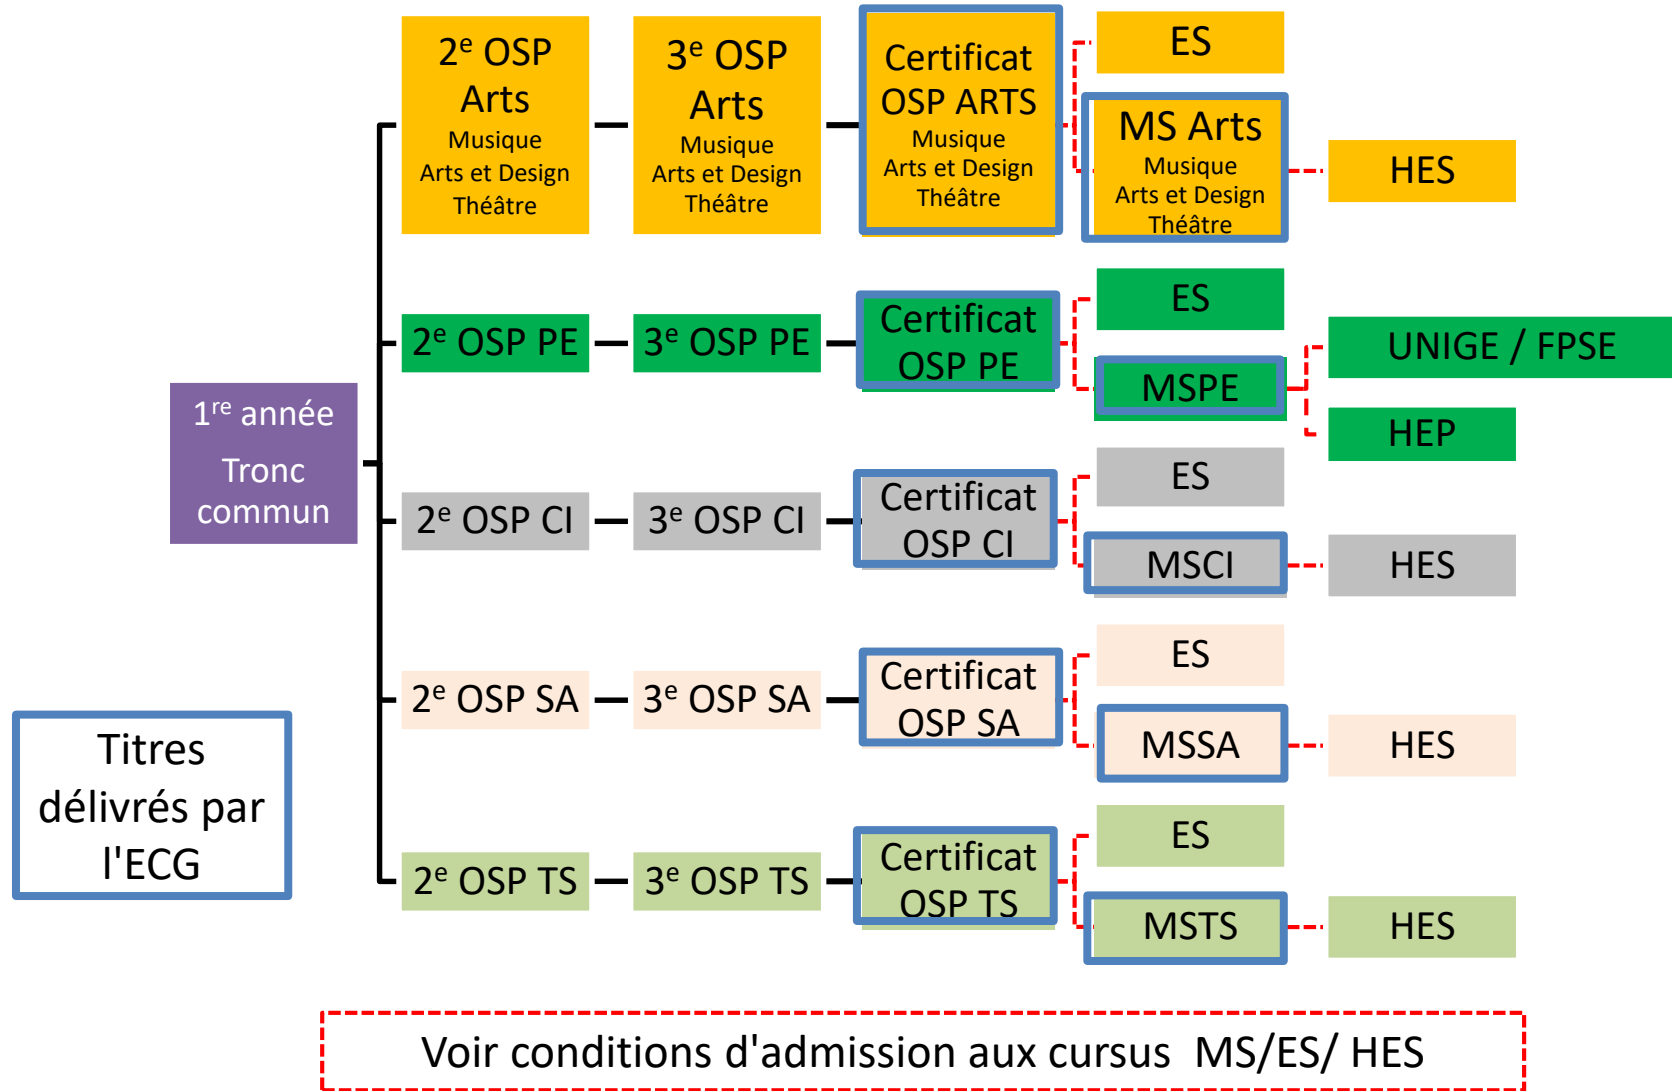 2e OSP
Arts
Musique
Arts et Design
Théâtre
3e OSP
Arts
Musique
Arts et Design
Théâtre
Certificat
OSP ARTS
Musique
Arts et Design
Théâtre
ES
MS Arts
Musique
Arts et Design
Théâtre
HES
2e OSP PE
3e OSP PE
Certificat
OSP PE
ES
MSPE
UNIGE / FPSE
HEP
1re année
Tronc
commun
2e OSP CI
3e OSP CI
Certificat
OSP CI
ES
MSCI
HES
2e OSP SA
3e OSP SA
Certificat
OSP SA
ES
MSSA
HES
Titres
délivrés par
l'ECG
2e OSP TS
3e OSP TS
Certificat
OSP TS
ES
MSTS
HES
Voir conditions d'admission aux cursus MS/ES/ HES